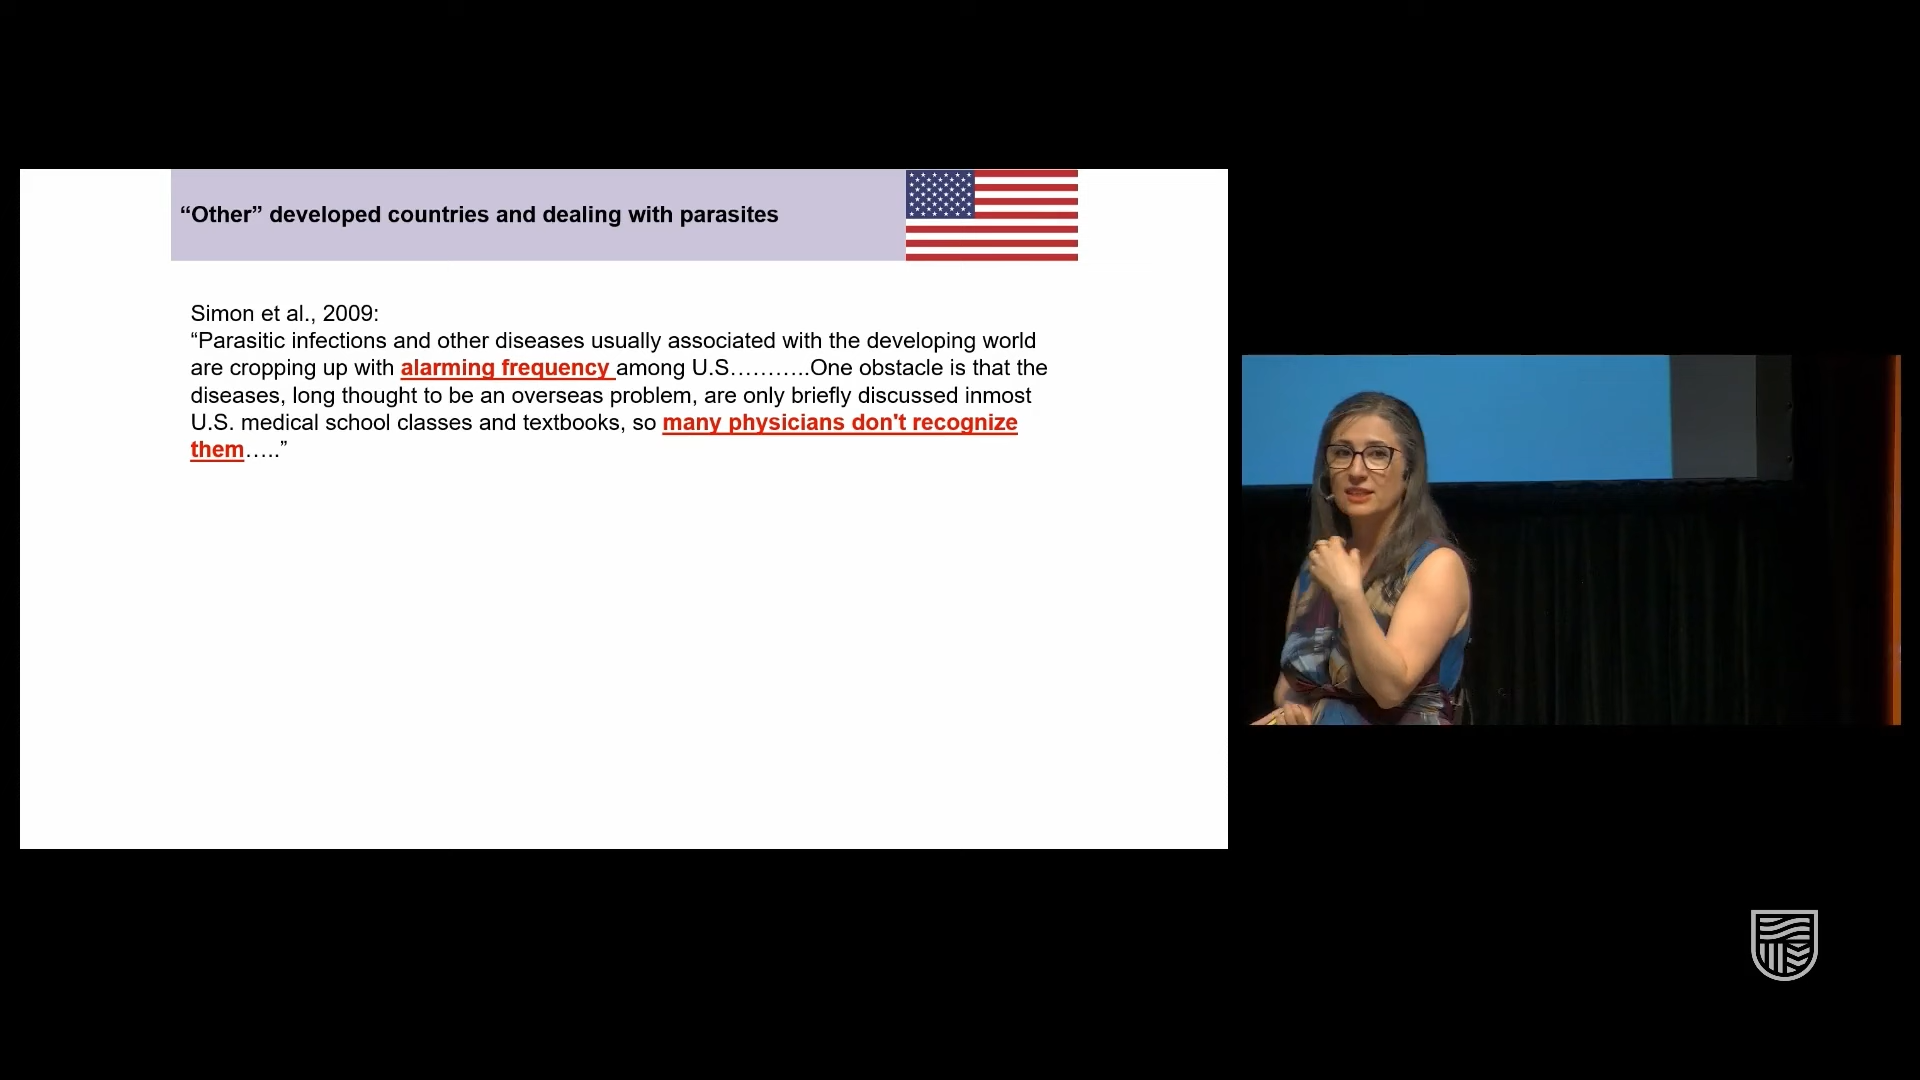 “Other” developed countries and dealing with parasites
Simon et al., 2009:
“Parasitic infections and other diseases usually associated with the developing world
are cropping up with alarming frequency among U.S………..One obstacle is that the
diseases, long thought to be an overseas problem, are only briefly discussed inmost
U.S. medical school classes and textbooks, so many physicians don't recognize
them…..”